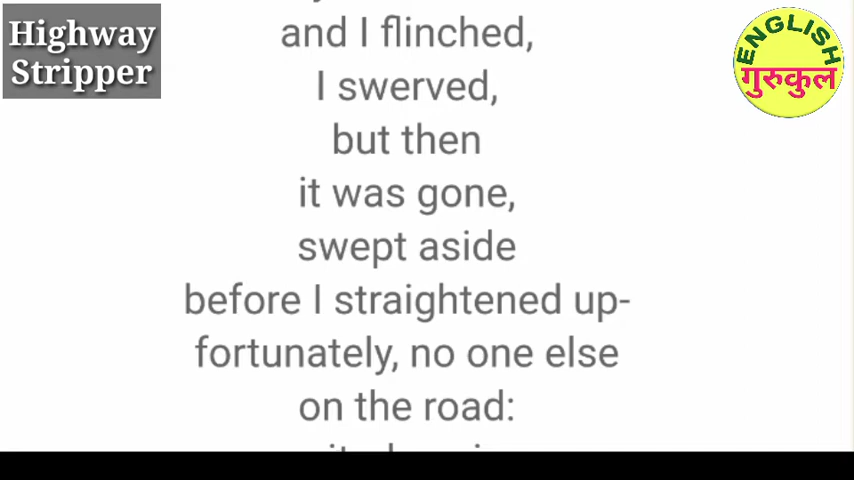 Highway
Stripper
ENGLISH
गुरुकुल
and I flinched,
I swerved,
but then
it was gone,
swept aside
before I straightened up-
fortunately, no one else
on the road: